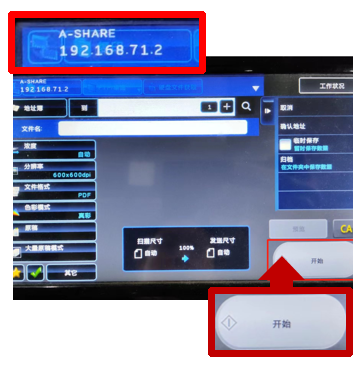 A-SHARE
192.168.71.2
A-SHARE
192.168.71.2
工作状况
地址簿
1
文件名
取消
确认地址
临时保存
暂时保存数据
归档
在文件夹中保存数据
浓度
自动
分辨率
600x600dpi
文件格式
PDF
色彩模式
真彩
原稿
大量原稿模式
其它
扫描尺寸
自动
100%
发送尺寸
自动
预览
CA
开始
开始